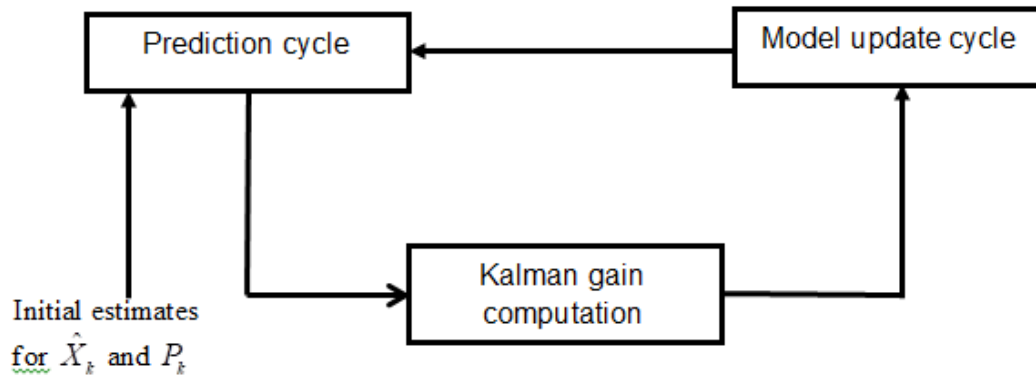 Prediction cycle
Model update cycle
Kalman gain
computation
Initial estimates
for X̂ₖ and Pₖ